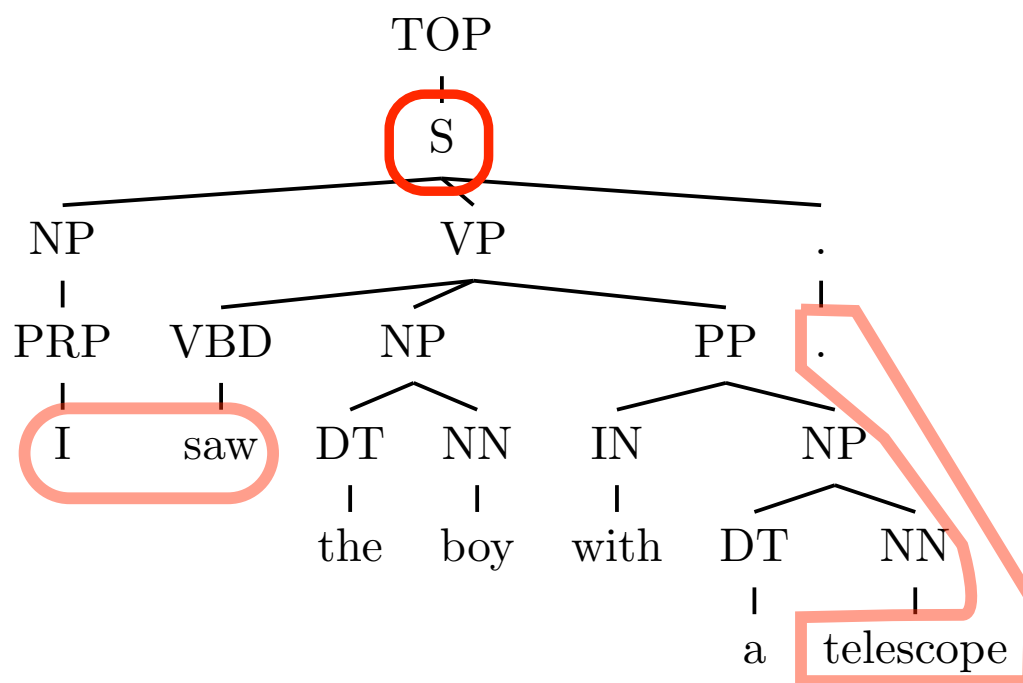 TOP
S
NP VP .
PRP VBD NP PP .
I saw DT NN IN NP
the boy with DT NN
a telescope